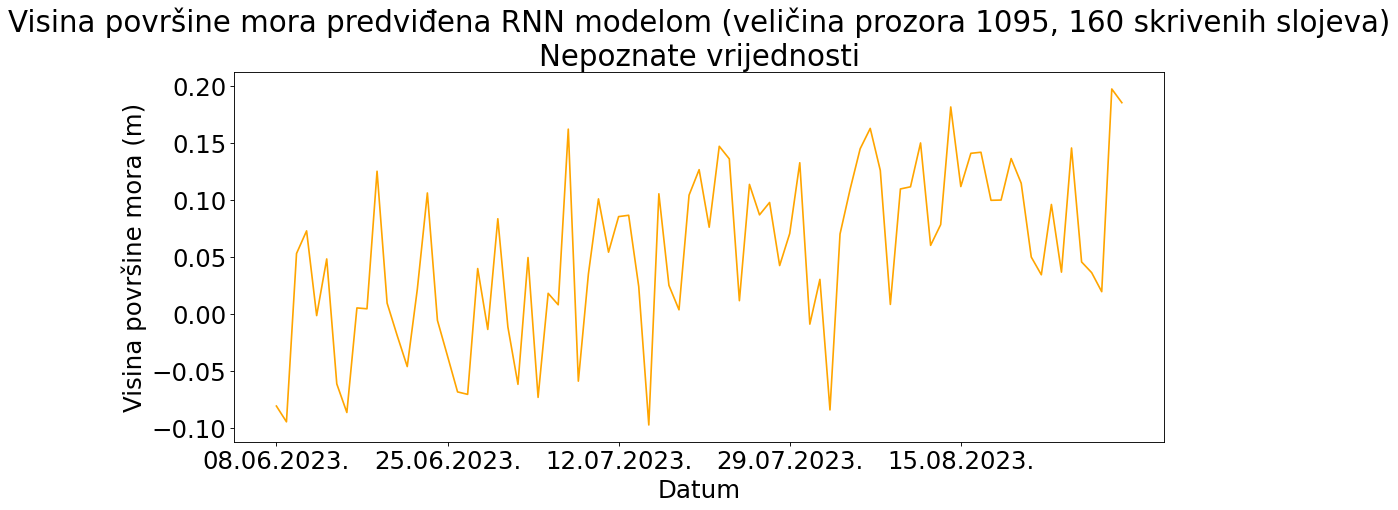 Visina površine mora predviđena RNN modelom (veličina prozora 1095, 160 skrivenih slojeva)
Nepoznate vrijednosti
Visina površine mora (m)
0.20
0.15
0.10
0.05
0.00
−0.05
−0.10
08.06.2023. 25.06.2023. 12.07.2023. 29.07.2023. 15.08.2023.
Datum